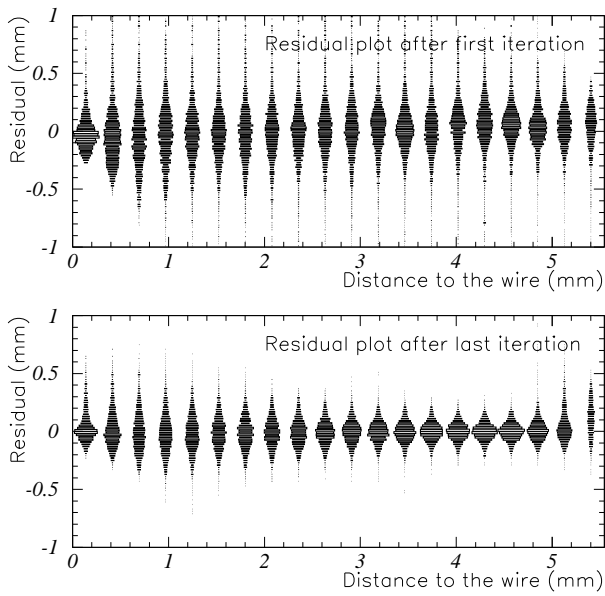 Residual plot after first iteration
Residual (mm)
1
0.5
0
-0.5
-1
0 1 2 3 4 5
Distance to the wire (mm)
Residual plot after last iteration
Residual (mm)
1
0.5
0
-0.5
-1
0 1 2 3 4 5
Distance to the wire (mm)